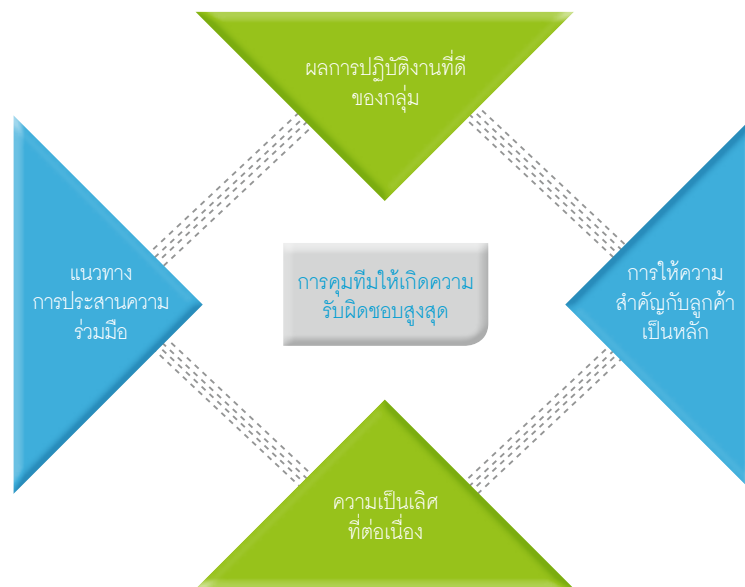 ผลการปฏิบัติงานที่ดี
ของกลุ่ม
แนวทาง
การประสานความ
ร่วมมือ
การคุมทีมให้เกิดความ
รับผิดชอบสูงสุด
การให้ความ
สำคัญกับลูกค้า
เป็นหลัก
ความเป็นเลิศ
ที่ต่อเนื่อง